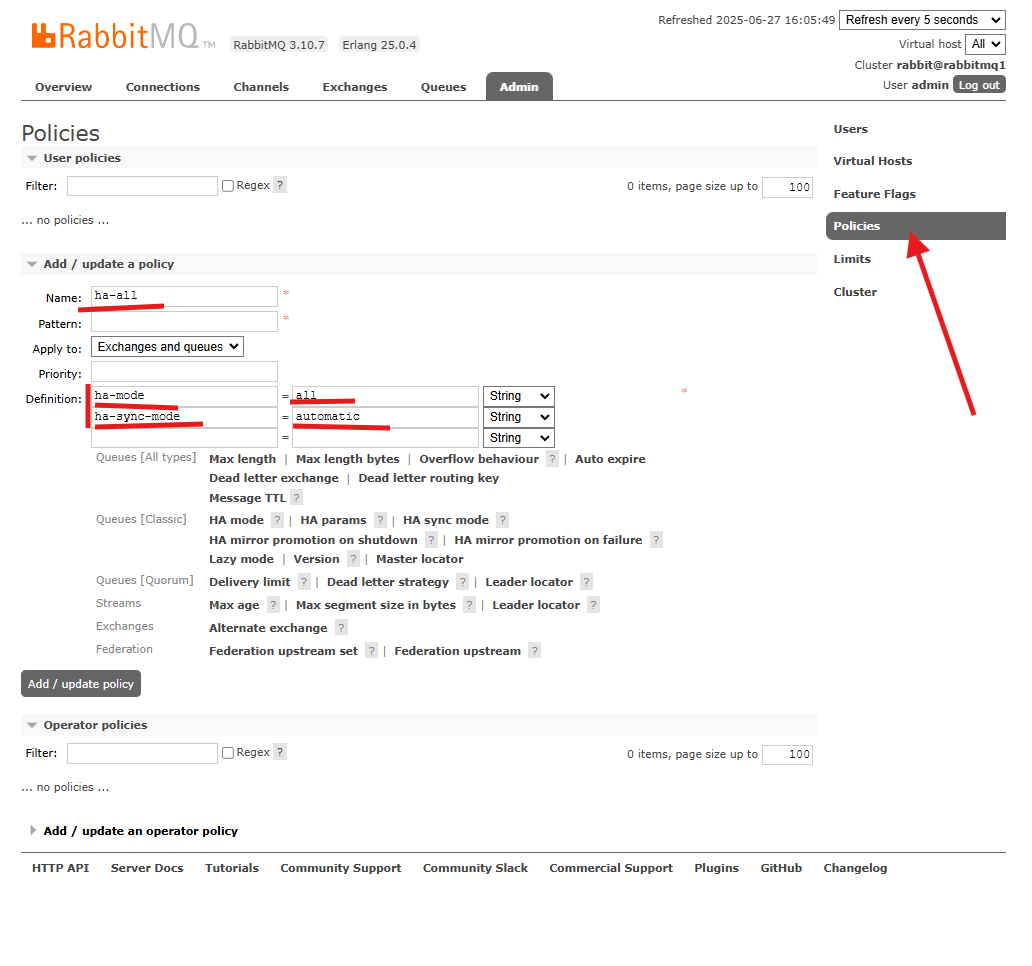 Refreshed 2025-06-27 16:05:49 Refresh every 5 seconds
RabbitMQ TM RabbitMQ 3.10.7 Erlang 25.0.4
Virtual host All
Cluster rabbit@rabbitmq1
User admin Log out
Overview Connections Channels Exchanges Queues Admin
Policies
User policies
Filter: Regex ? 0 items, page size up to 100
... no policies ...
Add / update a policy
Name: ha-all *
Pattern: *
Apply to: Exchanges and queues
Priority:
Definition: ha-mode = all String *
ha-sync-mode = automatic String
= String
Queues [All types] Max length | Max length bytes | Overflow behaviour ? | Auto expire
Dead letter exchange | Dead letter routing key
Message TTL ?
Queues [Classic] HA mode ? | HA params ? | HA sync mode ?
HA mirror promotion on shutdown ? | HA mirror promotion on failure ?
Lazy mode | Version ? | Master locator
Queues [Quorum] Delivery limit ? | Dead letter strategy ? | Leader locator ?
Streams Max age ? | Max segment size in bytes ? | Leader locator ?
Exchanges Alternate exchange ?
Federation Federation upstream set ? | Federation upstream ?
Add / update policy
Operator policies
Filter: Regex ? 0 items, page size up to 100
... no policies ...
Add / update an operator policy
Users
Virtual Hosts
Feature Flags
Policies
Limits
Cluster
HTTP API Server Docs Tutorials Community Support Community Slack Commercial Support Plugins GitHub Changelog